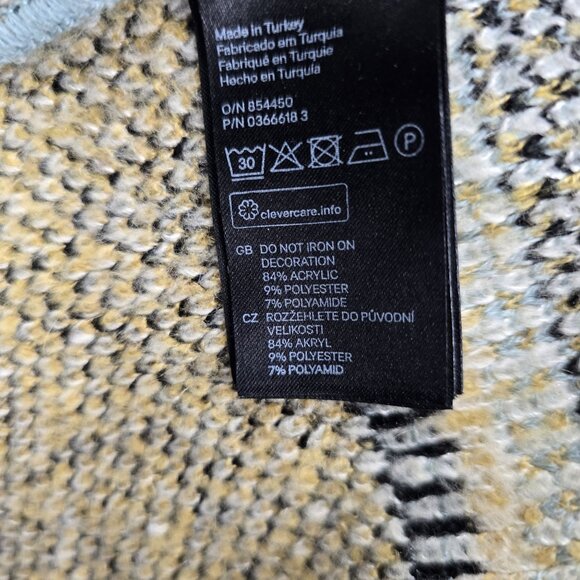 Made in Turkey
Fabricado em Turquia
Fabriqué en Turquie
Hecho en Turquía
O/N 854450
P/N 0366618 3
30
P
clevercare.info
GB DO NOT IRON ON
DECORATION
84% ACRYLIC
9% POLYESTER
7% POLYAMIDE
CZ ROZŽEHLETE DO PŮVODNÍ
VELIKOSTI
84% AKRYL
9% POLYESTER
7% POLYAMID